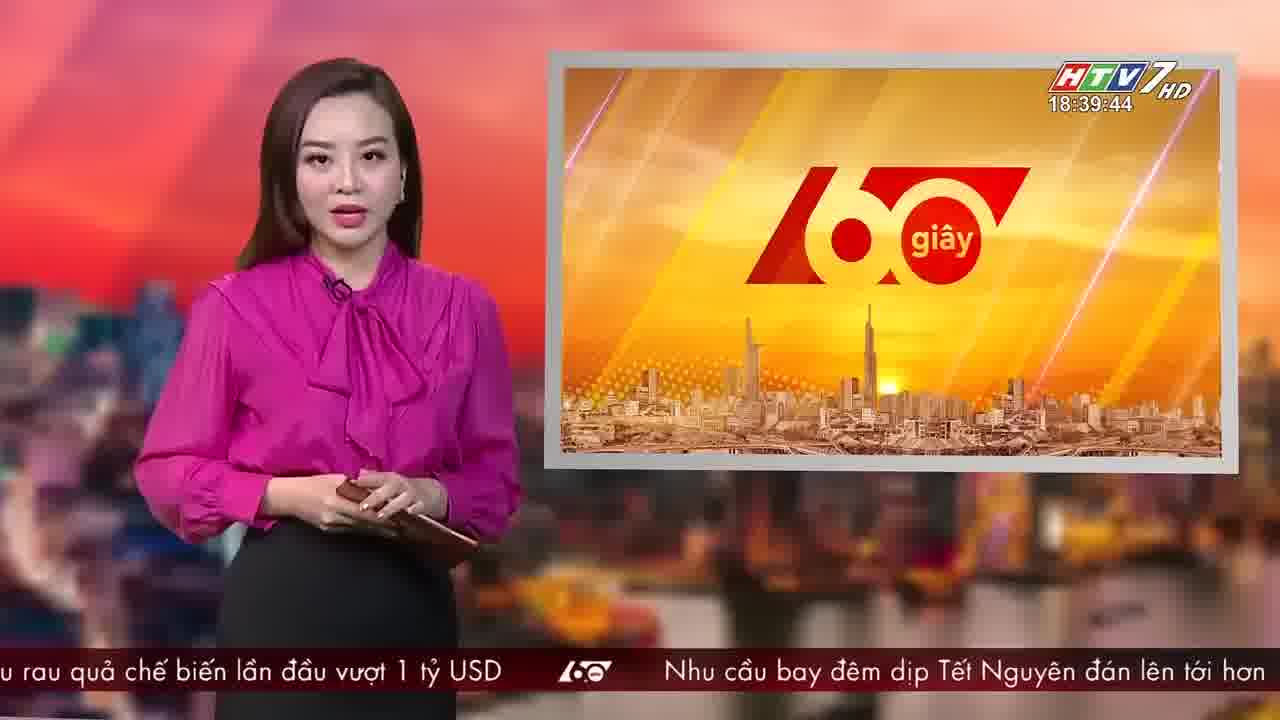 HTV7 HD
18:39:44
60 giây
rau quả chế biến lần đầu vượt 1 tỷ USD
60
Nhu cầu bay đêm dịp Tết Nguyên đán lên tới hơn